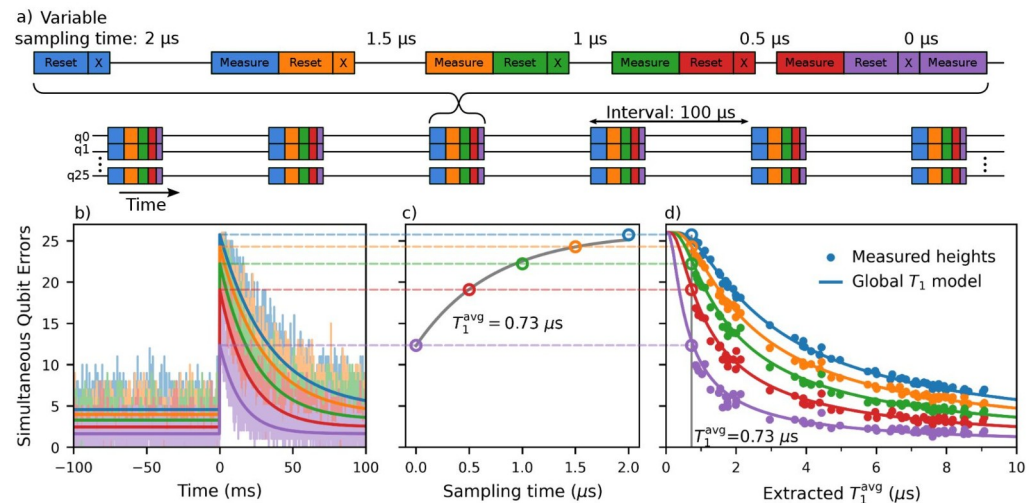 a) Variable
sampling time: 2 μs 1.5 μs 1 μs 0.5 μs 0 μs
Reset X Measure Reset X Measure Reset X Measure Reset X Measure Reset X Measure
Interval: 100 μs
q0
q1
q25
Time
b) c) d)
Simultaneous Qubit Errors
25
20
15
10
5
0
T₁ᵃᵛᵍ = 0.73 μs
Measured heights
Global T₁ model
T₁ᵃᵛᵍ=0.73 μs
−100 −50 0 50 100
0.0 0.5 1.0 1.5 2.0
0 2 4 6 8 10
Time (ms)
Sampling time (μs)
Extracted T₁ᵃᵛᵍ (μs)